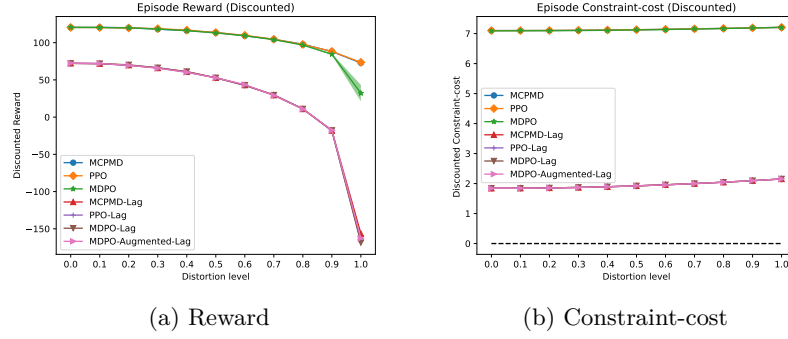 Episode Reward (Discounted)
Discounted Reward
100
50
0
−50
−100
−150
MCPMD
PPO
MDPO
MCPMD-Lag
PPO-Lag
MDPO-Lag
MDPO-Augmented-Lag
0.0 0.1 0.2 0.3 0.4 0.5 0.6 0.7 0.8 0.9 1.0
Distortion level
(a) Reward
Episode Constraint-cost (Discounted)
Discounted Constraint-cost
7
6
5
4
3
2
1
0
MCPMD
PPO
MDPO
MCPMD-Lag
PPO-Lag
MDPO-Lag
MDPO-Augmented-Lag
0.0 0.1 0.2 0.3 0.4 0.5 0.6 0.7 0.8 0.9 1.0
Distortion level
(b) Constraint-cost